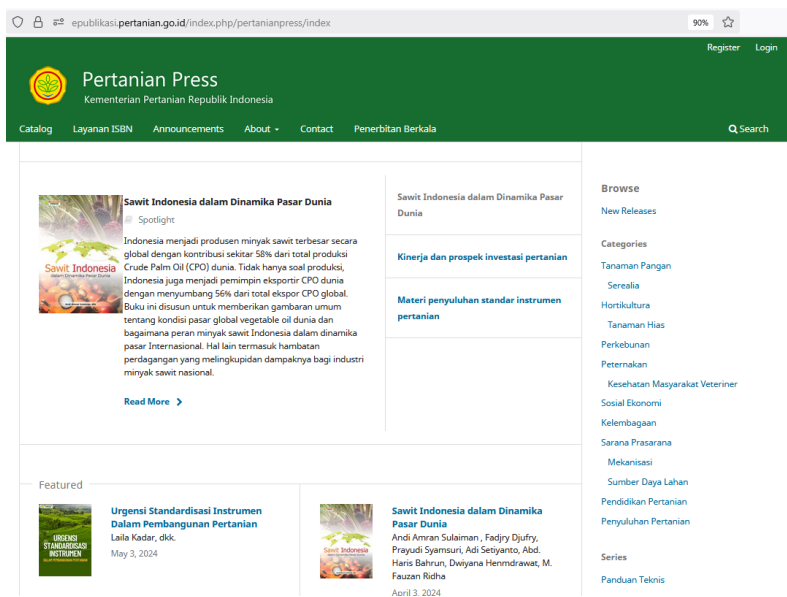 epublikasi.pertanian.go.id/index.php/pertanianpress/index
90%
Register Login
Pertanian Press
Kementerian Pertanian Republik Indonesia
Catalog Layanan ISBN Announcements About Contact Penerbitan Berkala
Search
Sawit Indonesia
Sawit Indonesia dalam Dinamika Pasar Dunia
Spotlight
Indonesia menjadi produsen minyak sawit terbesar secara
global dengan kontribusi sekitar 58% dari total produksi
Crude Palm Oil (CPO) dunia. Tidak hanya soal produksi,
Indonesia juga menjadi pemimpin eksportir CPO dunia
dengan menyumbang 56% dari total ekspor CPO global.
Buku ini disusun untuk memberikan gambaran umum
tentang kondisi pasar global vegetable oil dunia dan
bagaimana peran minyak sawit Indonesia dalam dinamika
pasar Internasional. Hal lain termasuk hambatan
perdagangan yang melingkupidan dampaknya bagi industri
minyak sawit nasional.
Read More
Sawit Indonesia dalam Dinamika Pasar
Dunia
Kinerja dan prospek investasi pertanian
Materi penyuluhan standar instrumen
pertanian
Browse
New Releases
Categories
Tanaman Pangan
Serealia
Hortikultura
Tanaman Hias
Perkebunan
Peternakan
Kesehatan Masyarakat Veteriner
Sosial Ekonomi
Kelembagaan
Sarana Prasarana
Mekanisasi
Sumber Daya Lahan
Pendidikan Pertanian
Penyuluhan Pertanian
Series
Panduan Teknis
Featured
URGENSI
STANDARDISASI
INSTRUMEN
Urgensi Standardisasi Instrumen
Dalam Pembangunan Pertanian
Laila Kadar, dkk.
May 3, 2024
Sawit Indonesia
Sawit Indonesia dalam Dinamika
Pasar Dunia
Andi Amran Sulaiman , Fadjry Djufry,
Prayudi Syamsuri, Adi Setiyanto, Abd.
Haris Bahrun, Dwiyana Henmdrawat, M.
Fauzan Ridha
April 3, 2024